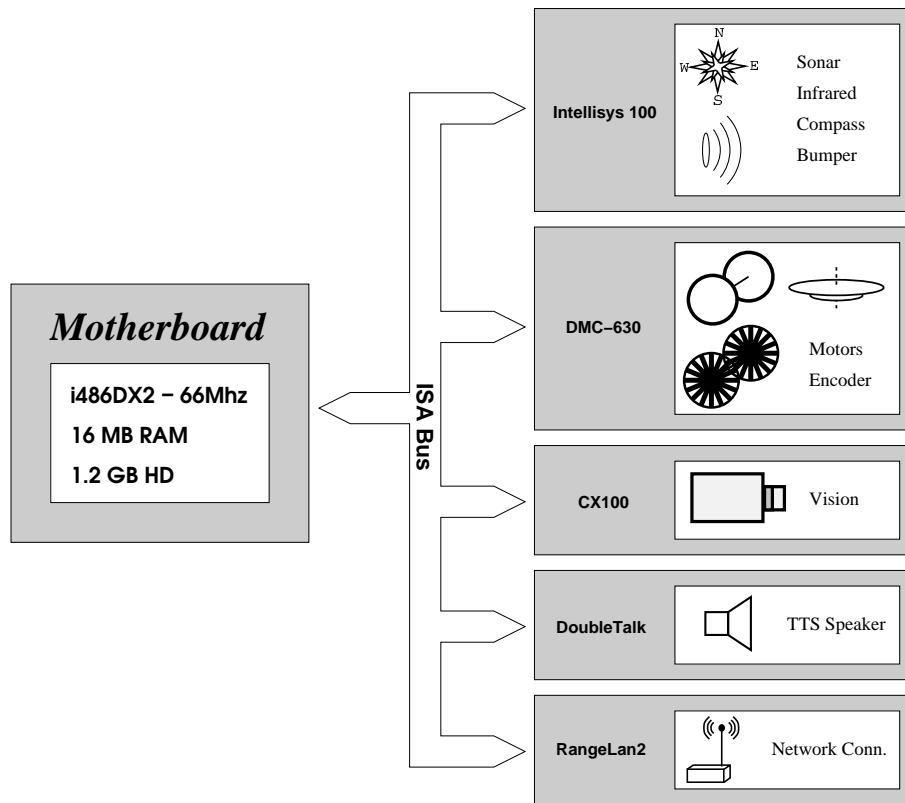 Motherboard
i486DX2 − 66Mhz
16 MB RAM
1.2 GB HD
ISA Bus
Intellisys 100
N
W
E
S
Sonar
Infrared
Compass
Bumper
DMC−630
Motors
Encoder
CX100
Vision
DoubleTalk
TTS Speaker
RangeLan2
Network Conn.